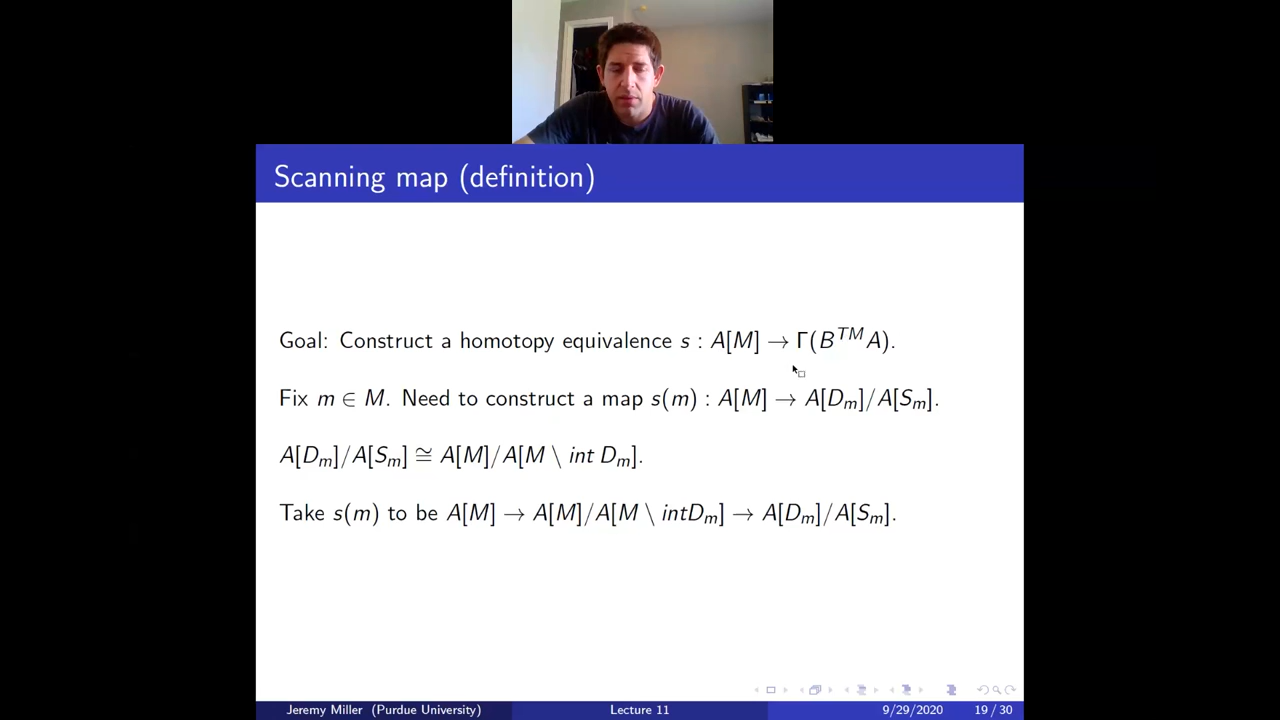 Scanning map (definition)
Goal: Construct a homotopy equivalence s : A[M] → Γ(B^{TM}A).
Fix m ∈ M. Need to construct a map s(m) : A[M] → A[D_m]/A[S_m].
A[D_m]/A[S_m] ≅ A[M]/A[M \ int D_m].
Take s(m) to be A[M] → A[M]/A[M \ intD_m] → A[D_m]/A[S_m].
Jeremy Miller (Purdue University) Lecture 11 9/29/2020 19 / 30